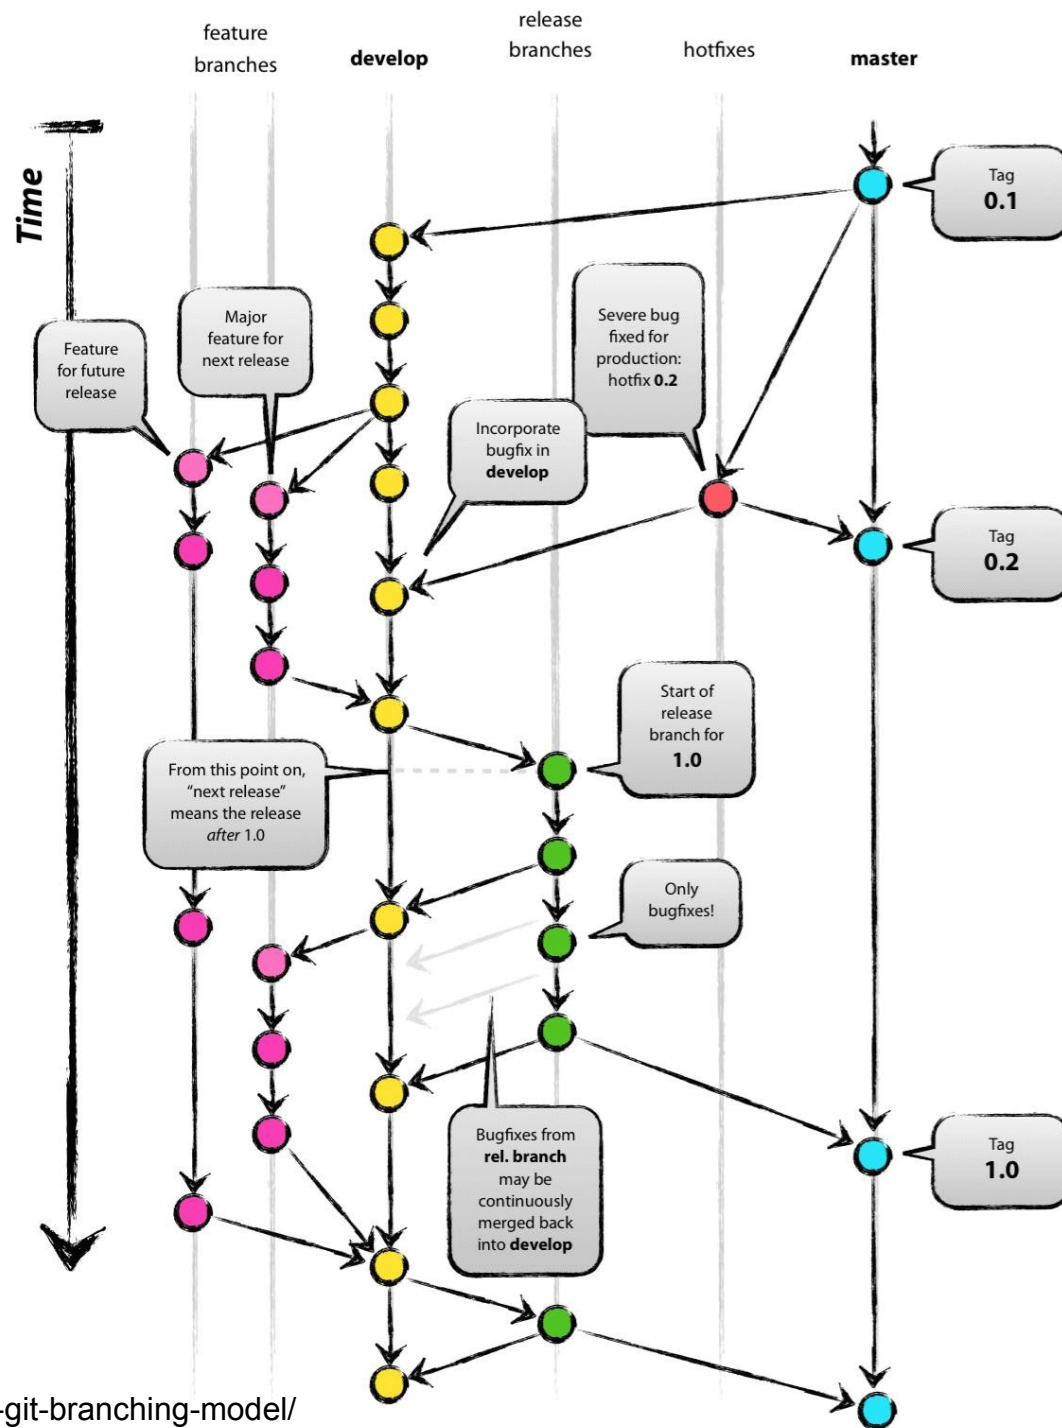 feature
branches
develop
release
branches
hotfixes
master
Time
Tag
0.1
Major
feature for
next release
Feature
for future
release
Severe bug
fixed for
production:
hotfix 0.2
Incorporate
bugfix in
develop
Tag
0.2
Start of
release
branch for
1.0
From this point on,
“next release”
means the release
after 1.0
Only
bugfixes!
Bugfixes from
rel. branch
may be
continuously
merged back
into develop
Tag
1.0
-git-branching-model/